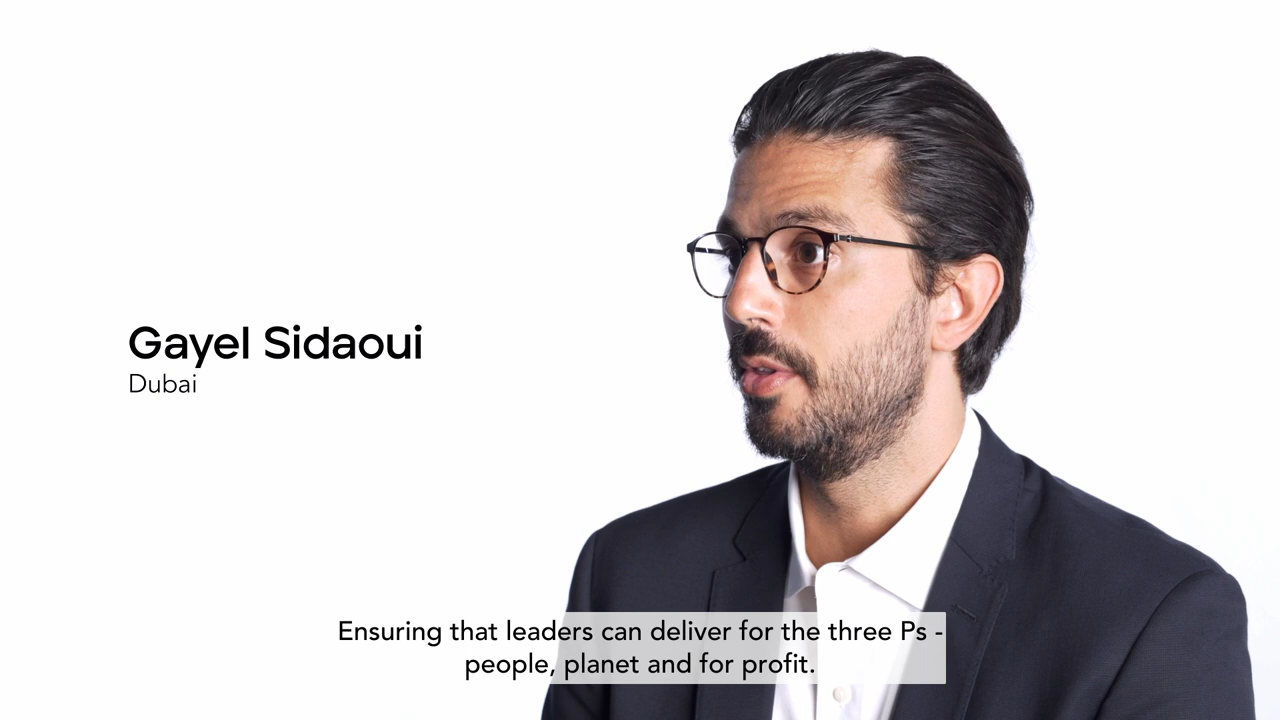 Gayel Sidaoui
Dubai
Ensuring that leaders can deliver for the three Ps -
people, planet and for profit.